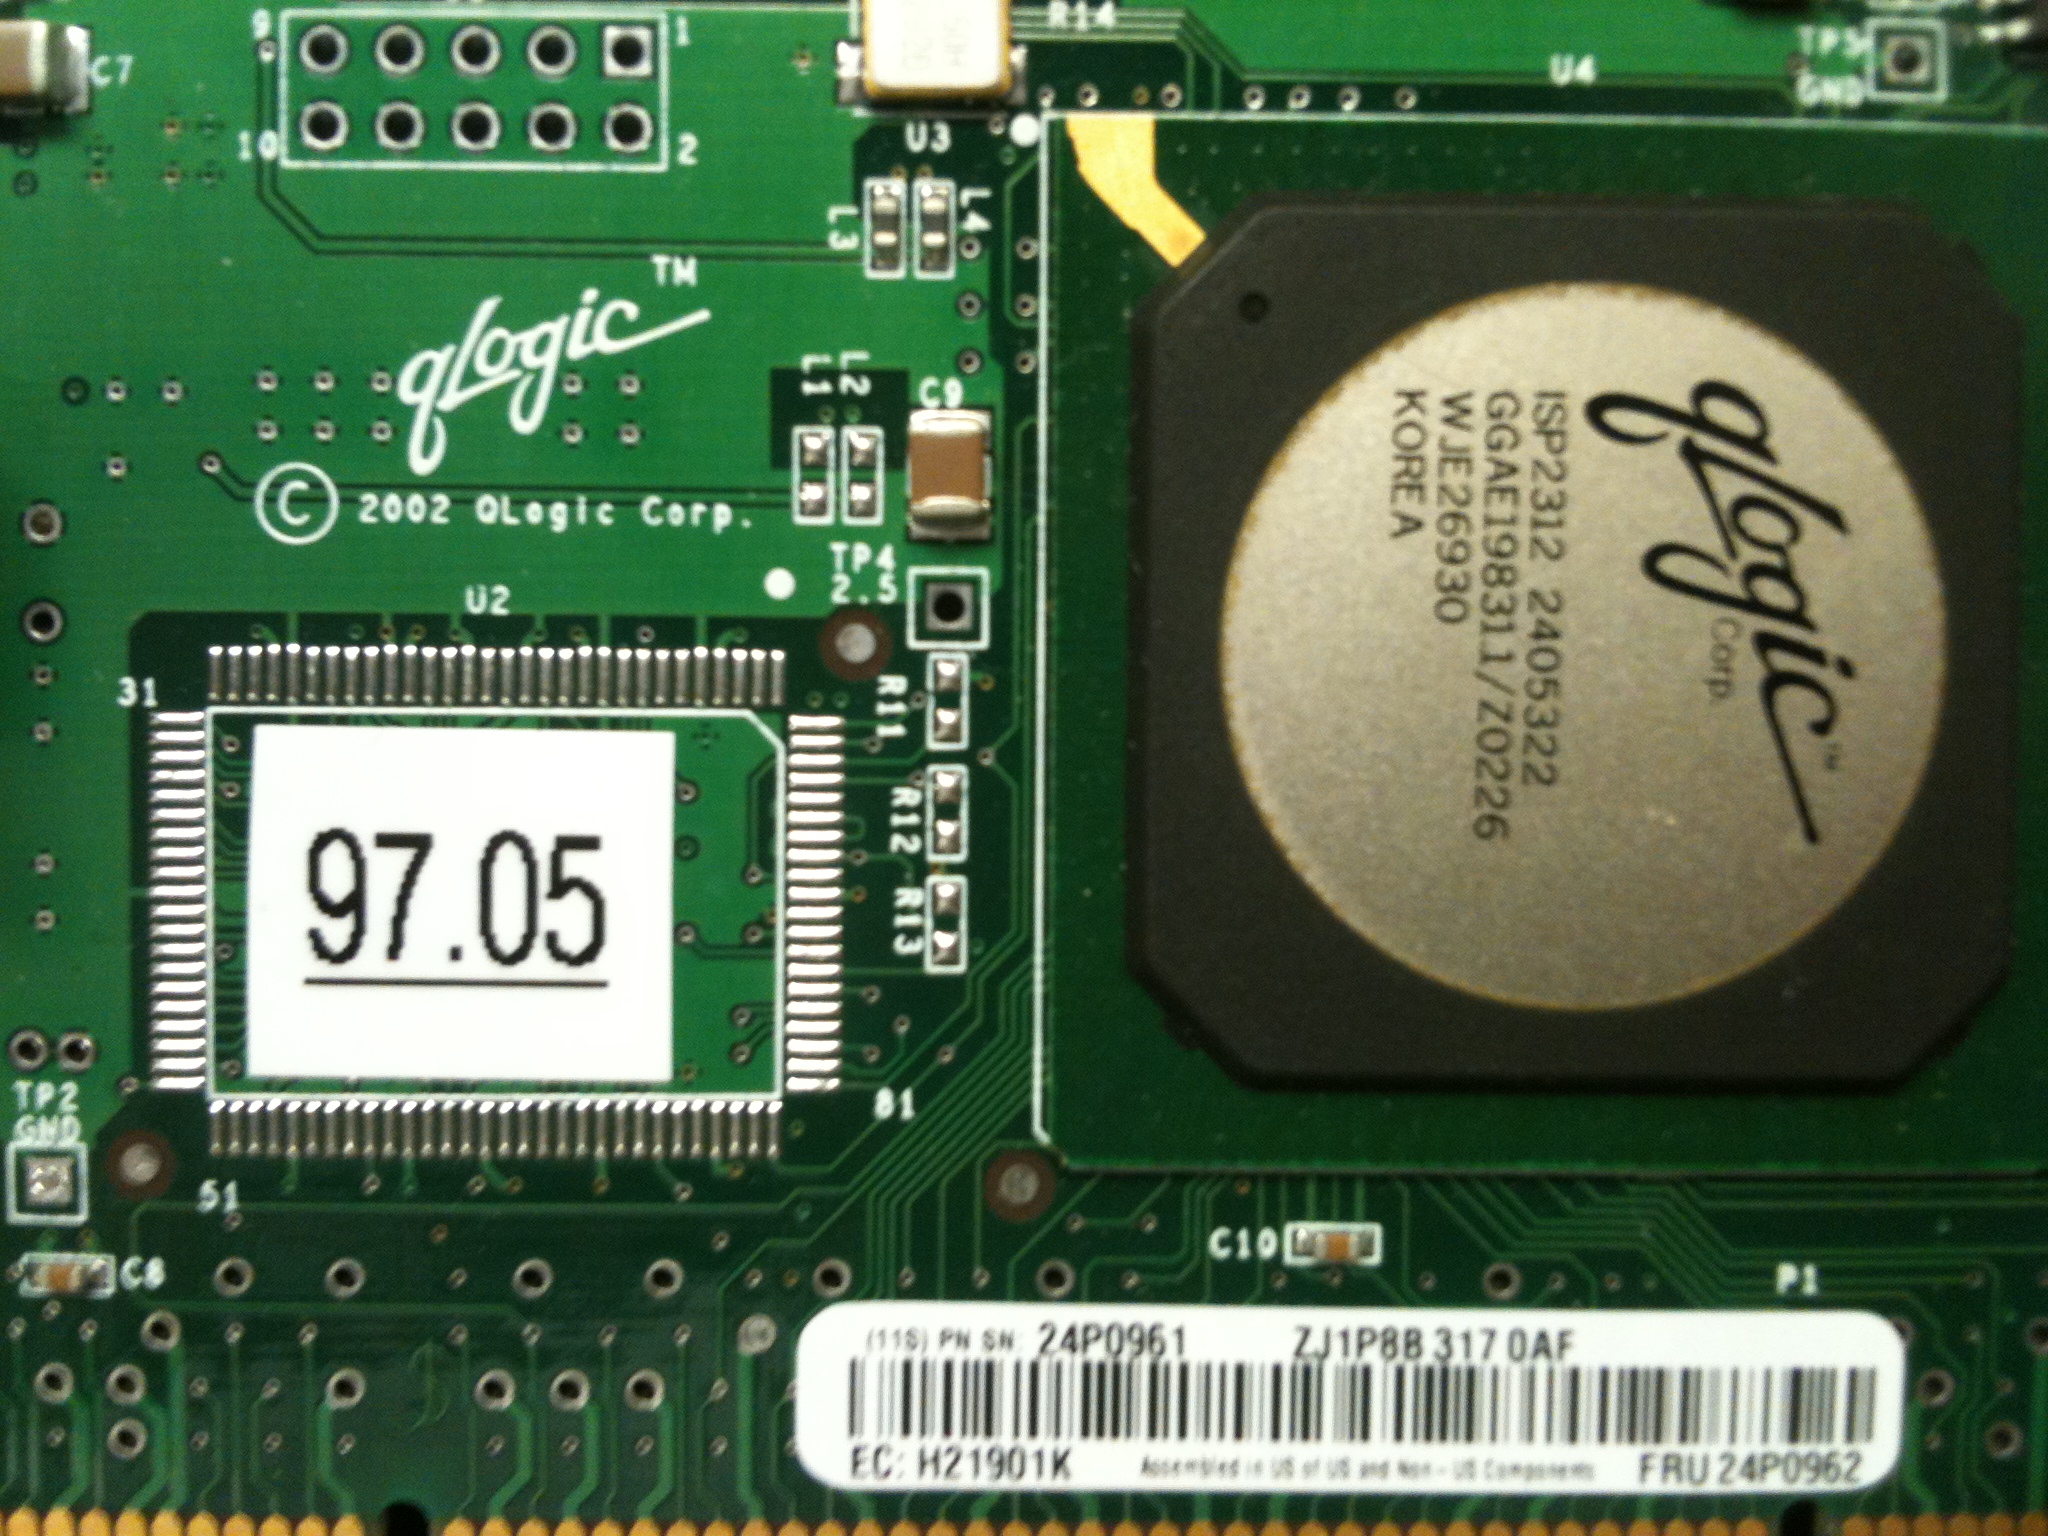 9
1
C7
10
2
R14
U4
TP3
GND
U3
L3
L4
TM
qLogic
L1
L2
C9
© 2002 QLogic Corp.
TP4
2.5
U2
31
R11
R12
R13
97.05
81
51
TP2
GND
C8
qLogic™
Corp.
ISP2312 2405322
GGAE198311/Z0226
WJE26930
KOREA
C10
P1
(11S) PN SN: 24P0961 ZJ1P8B 317 0AF
EC: H21901K Assembled in US of US and Non-US Components FRU 24P0962